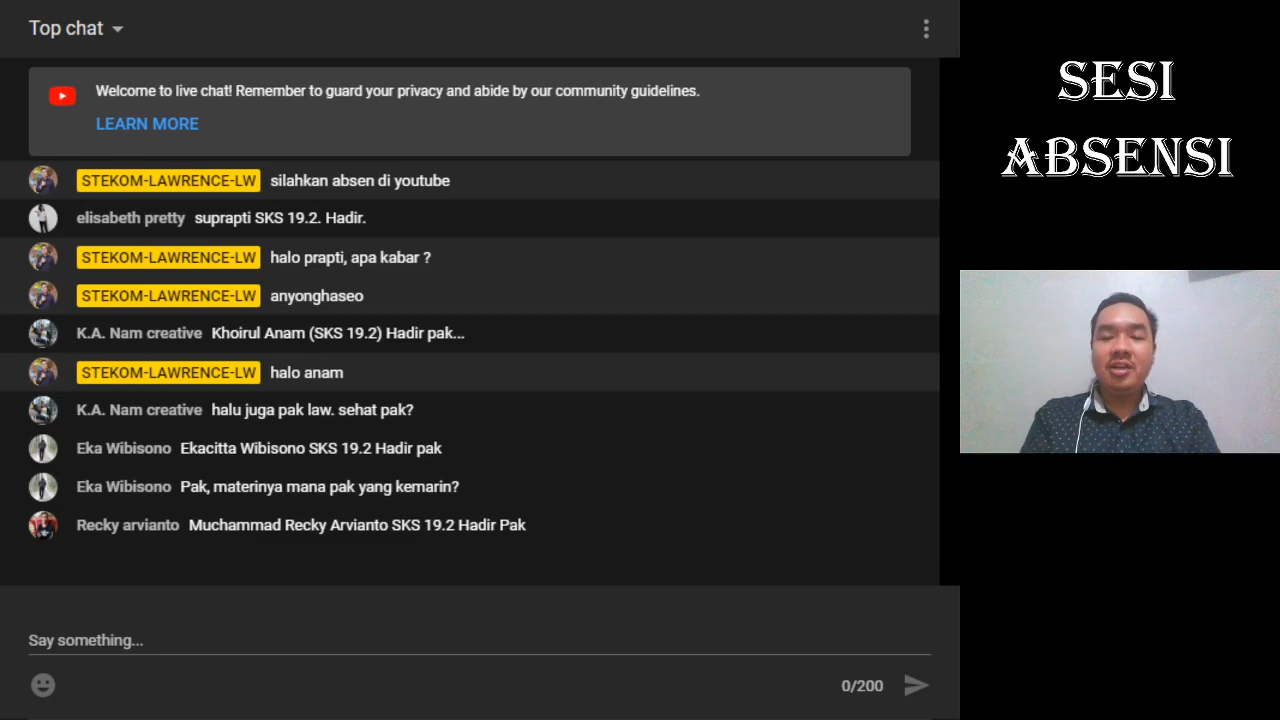 Top chat
Welcome to live chat! Remember to guard your privacy and abide by our community guidelines.
LEARN MORE
STEKOM-LAWRENCE-LW silahkan absen di youtube
elisabeth pretty suprapti SKS 19.2. Hadir.
STEKOM-LAWRENCE-LW halo prapti, apa kabar ?
STEKOM-LAWRENCE-LW anyonghaseo
K.A. Nam creative Khoirul Anam (SKS 19.2) Hadir pak...
STEKOM-LAWRENCE-LW halo anam
K.A. Nam creative halu juga pak law. sehat pak?
Eka Wibisono Ekacitta Wibisono SKS 19.2 Hadir pak
Eka Wibisono Pak, materinya mana pak yang kemarin?
Recky arvianto Muchammad Recky Arvianto SKS 19.2 Hadir Pak
Say something...
0/200
SESI
ABSENSI